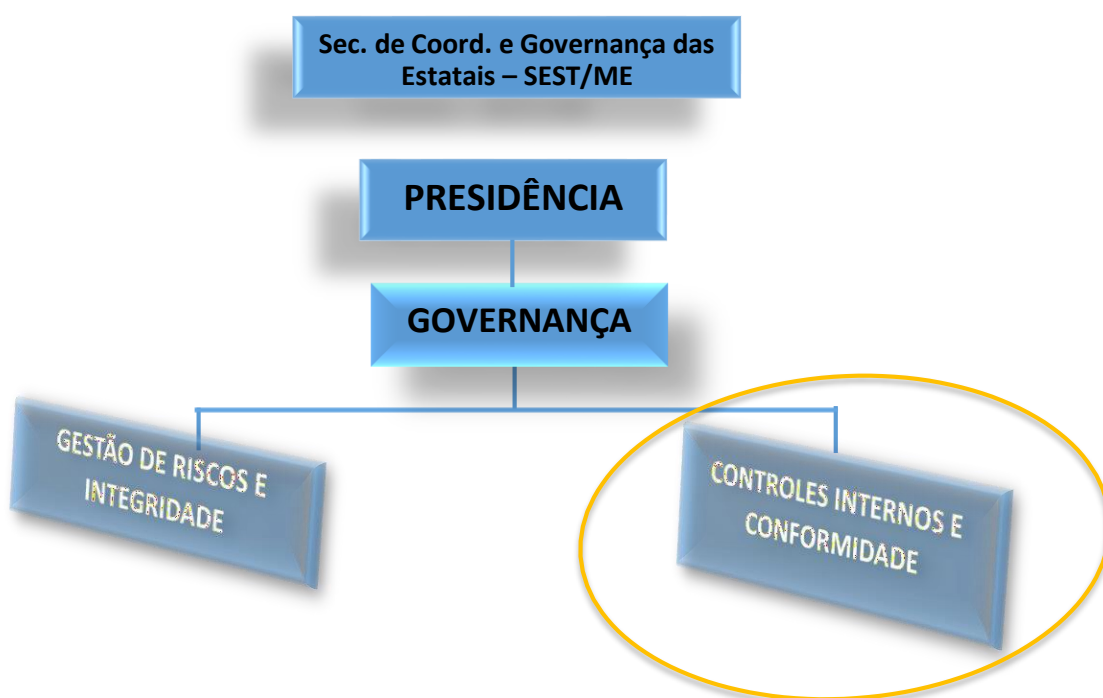 Sec. de Coord. e Governança das
Estatais – SEST/ME
PRESIDÊNCIA
GOVERNANÇA
GESTÃO DE RISCOS E
INTEGRIDADE
CONTROLES INTERNOS E
CONFORMIDADE